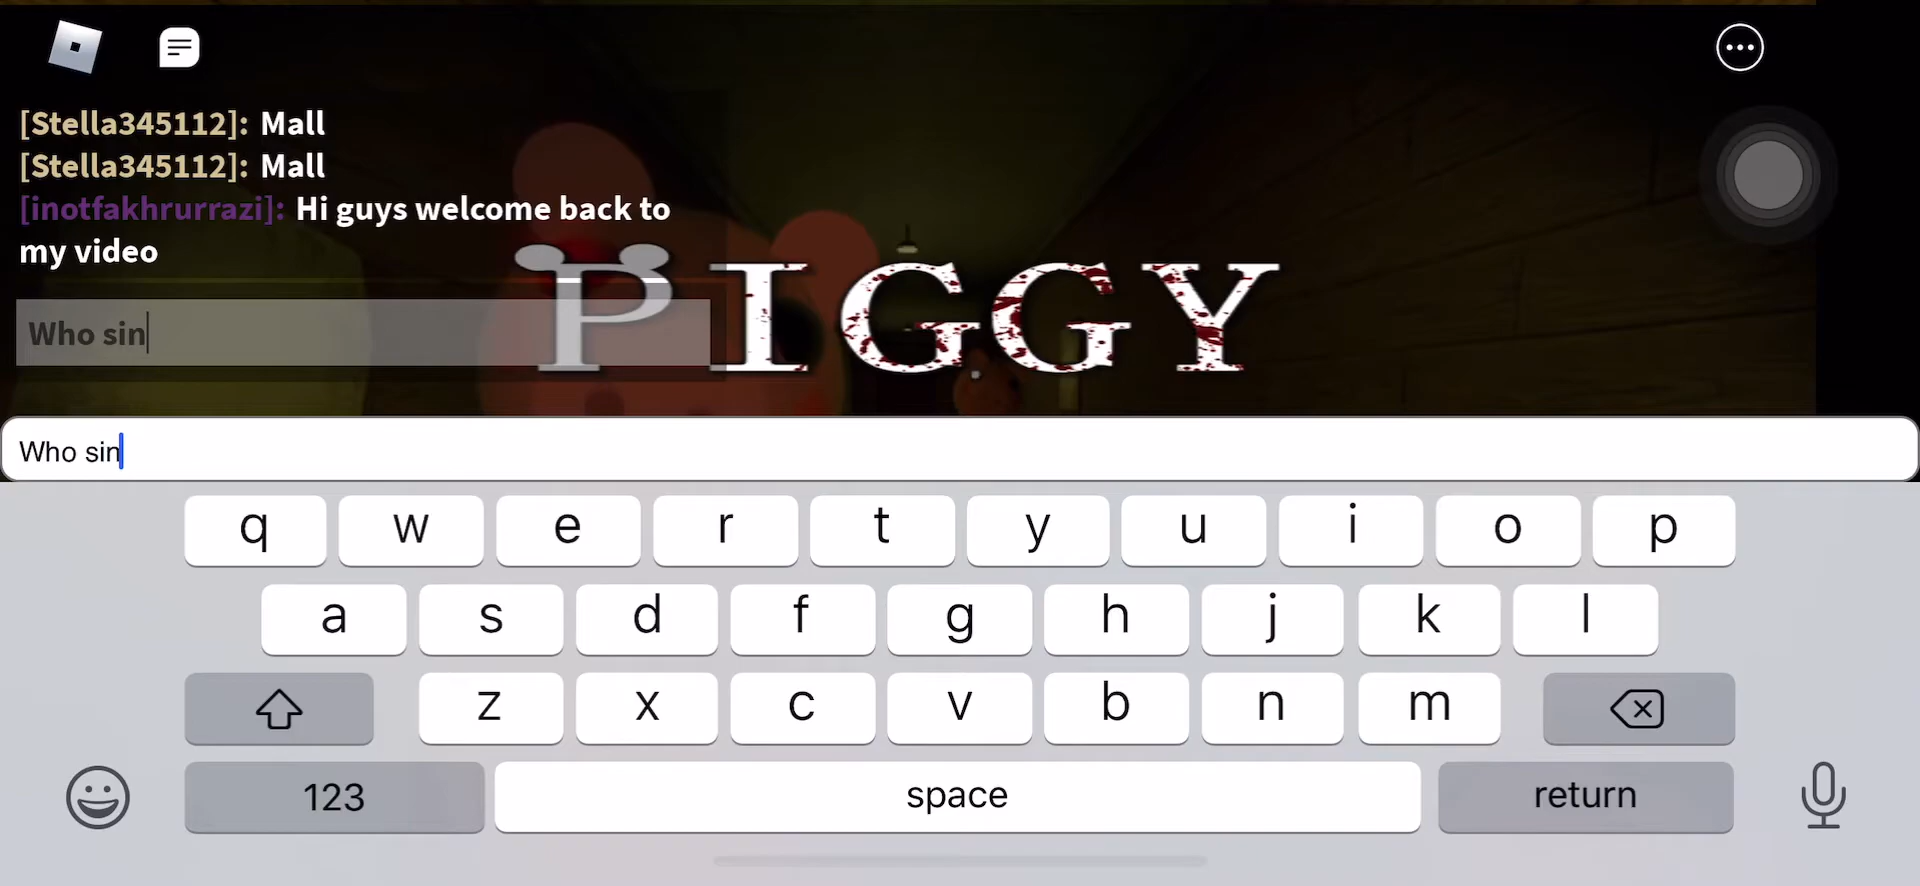 [Stella345112]: Mall
[Stella345112]: Mall
[inotfakhrurrazi]: Hi guys welcome back to
my video
PIGGY
Who sin
Who sin
q w e r t y u i o p
a s d f g h j k l
z x c v b n m
123 space return